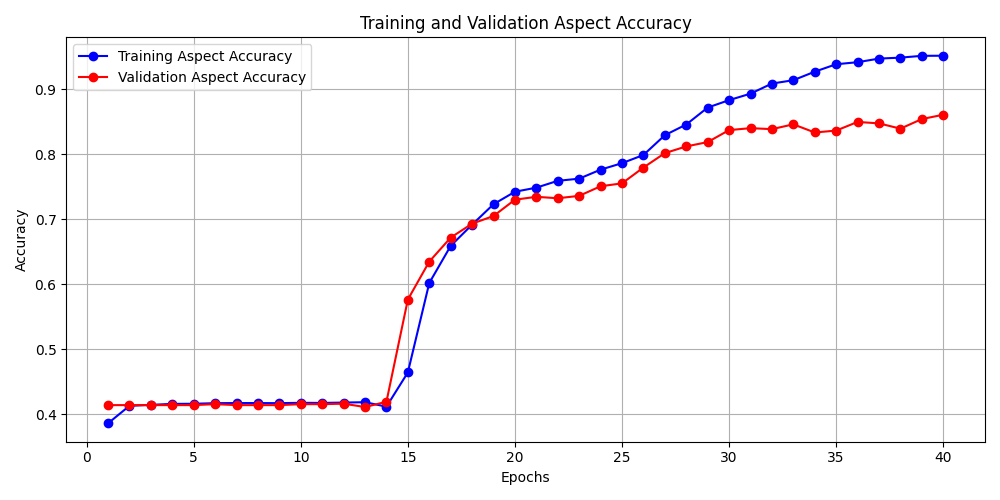 Training and Validation Aspect Accuracy
Training Aspect Accuracy
Validation Aspect Accuracy
Accuracy
0.9
0.8
0.7
0.6
0.5
0.4
0 5 10 15 20 25 30 35 40
Epochs